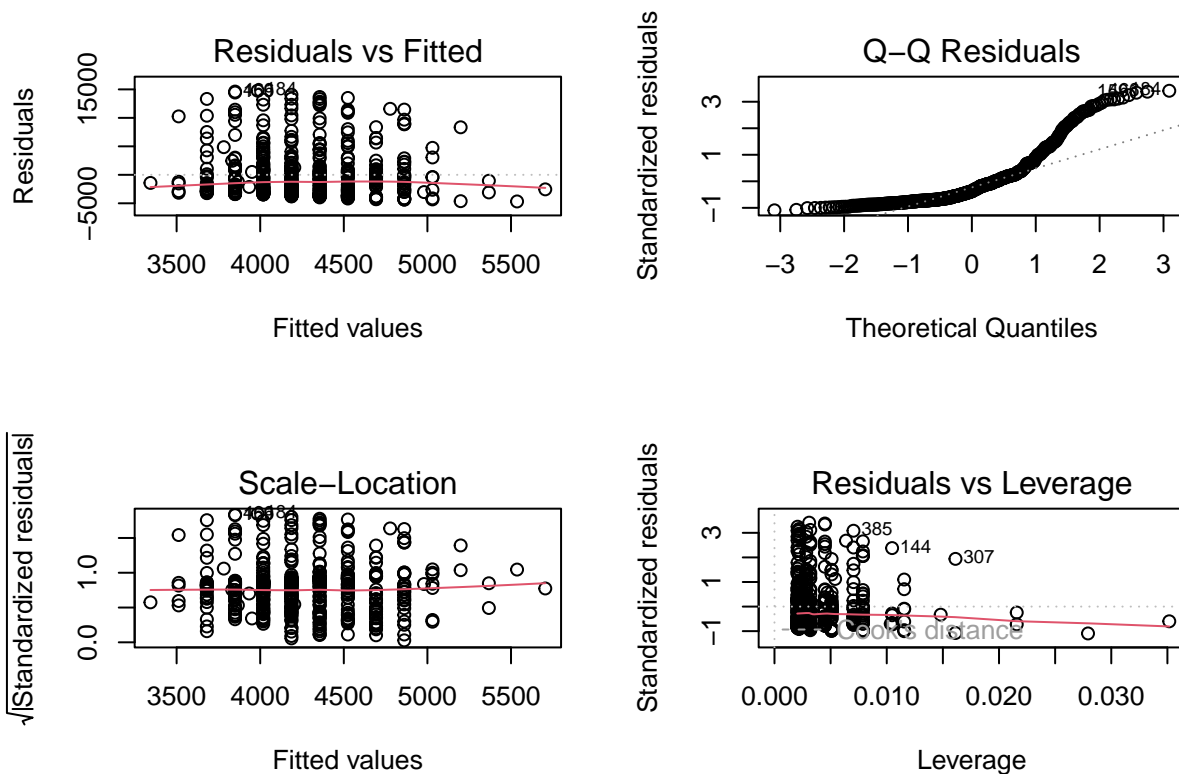 Residuals vs Fitted
Residuals
15000
−5000
184
3500 4000 4500 5000 5500
Fitted values
Q−Q Residuals
Standardized residuals
3
1
−1
184
−3 −2 −1 0 1 2 3
Theoretical Quantiles
Scale−Location
√|Standardized residuals|
1.0
0.0
184
3500 4000 4500 5000 5500
Fitted values
Residuals vs Leverage
Standardized residuals
3
1
−1
385
144
307
Cook's distance
0.000 0.010 0.020 0.030
Leverage